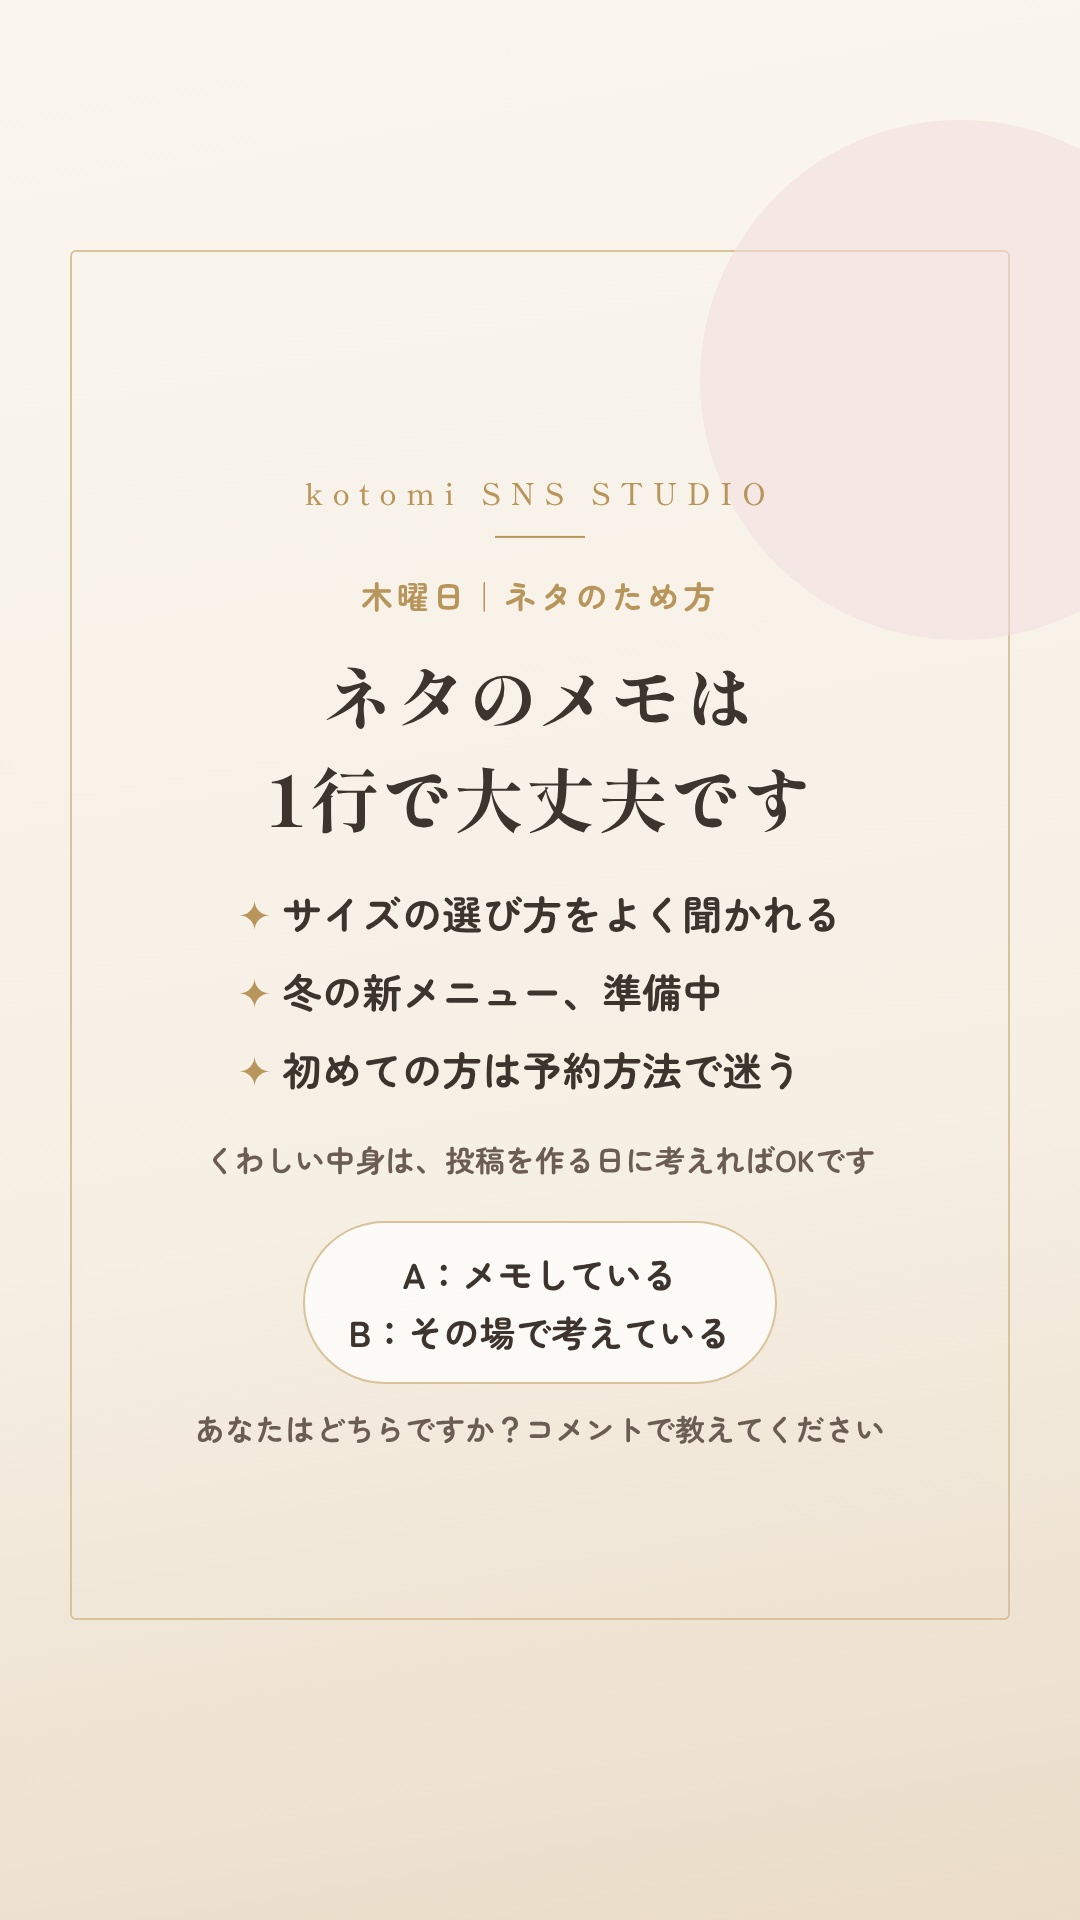 kotomi SNS STUDIO
木曜日｜ネタのため方
ネタのメモは
1行で大丈夫です
✦ サイズの選び方をよく聞かれる
✦ 冬の新メニュー、準備中
✦ 初めての方は予約方法で迷う
くわしい中身は、投稿を作る日に考えればOKです
A：メモしている
B：その場で考えている
あなたはどちらですか？コメントで教えてください